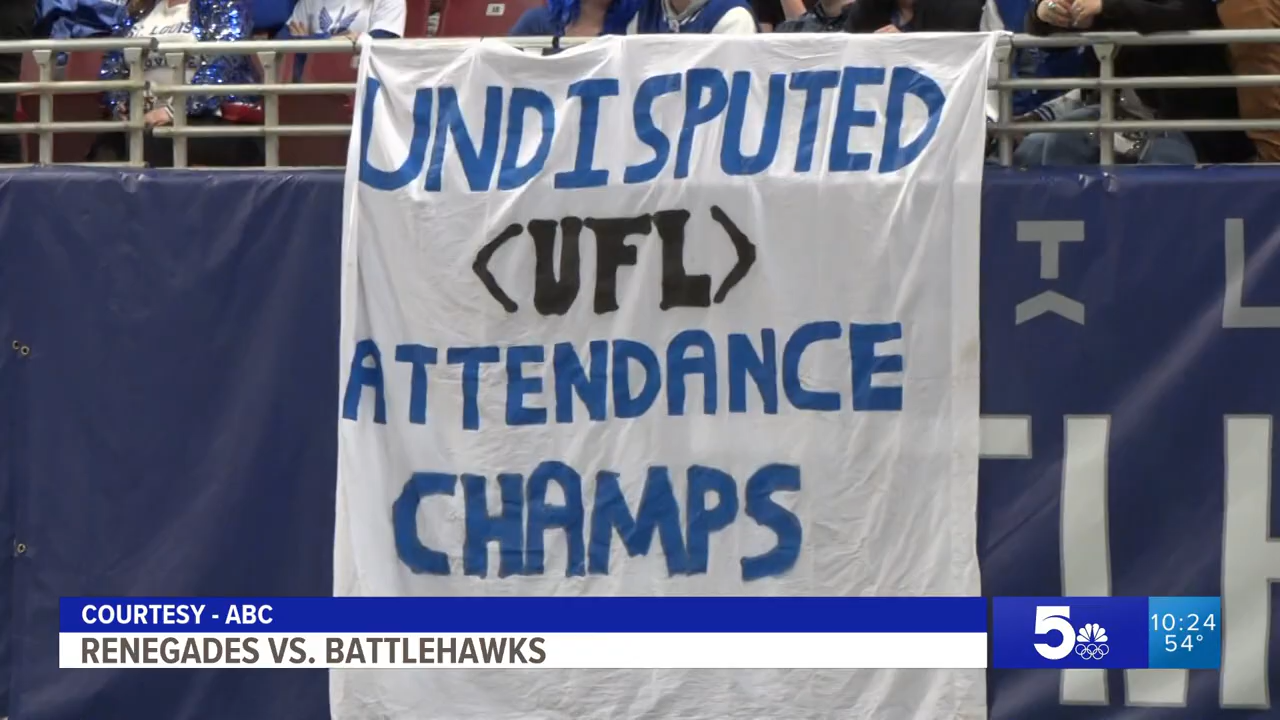 UNDISPUTED
<UFL>
ATTENDANCE
CHAMPS
COURTESY - ABC
RENEGADES VS. BATTLEHAWKS
5
10:24
54°